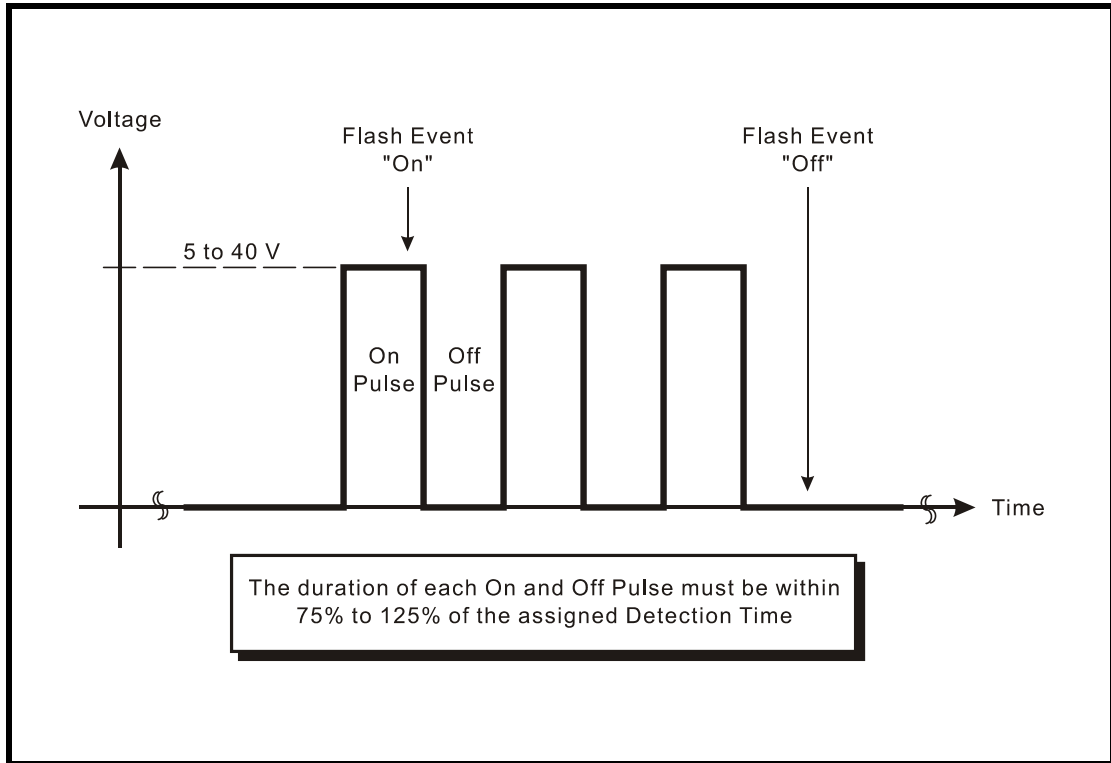 Voltage
Flash Event
"On"
Flash Event
"Off"
5 to 40 V
On
Pulse
Off
Pulse
Time
The duration of each On and Off Pulse must be within
75% to 125% of the assigned Detection Time